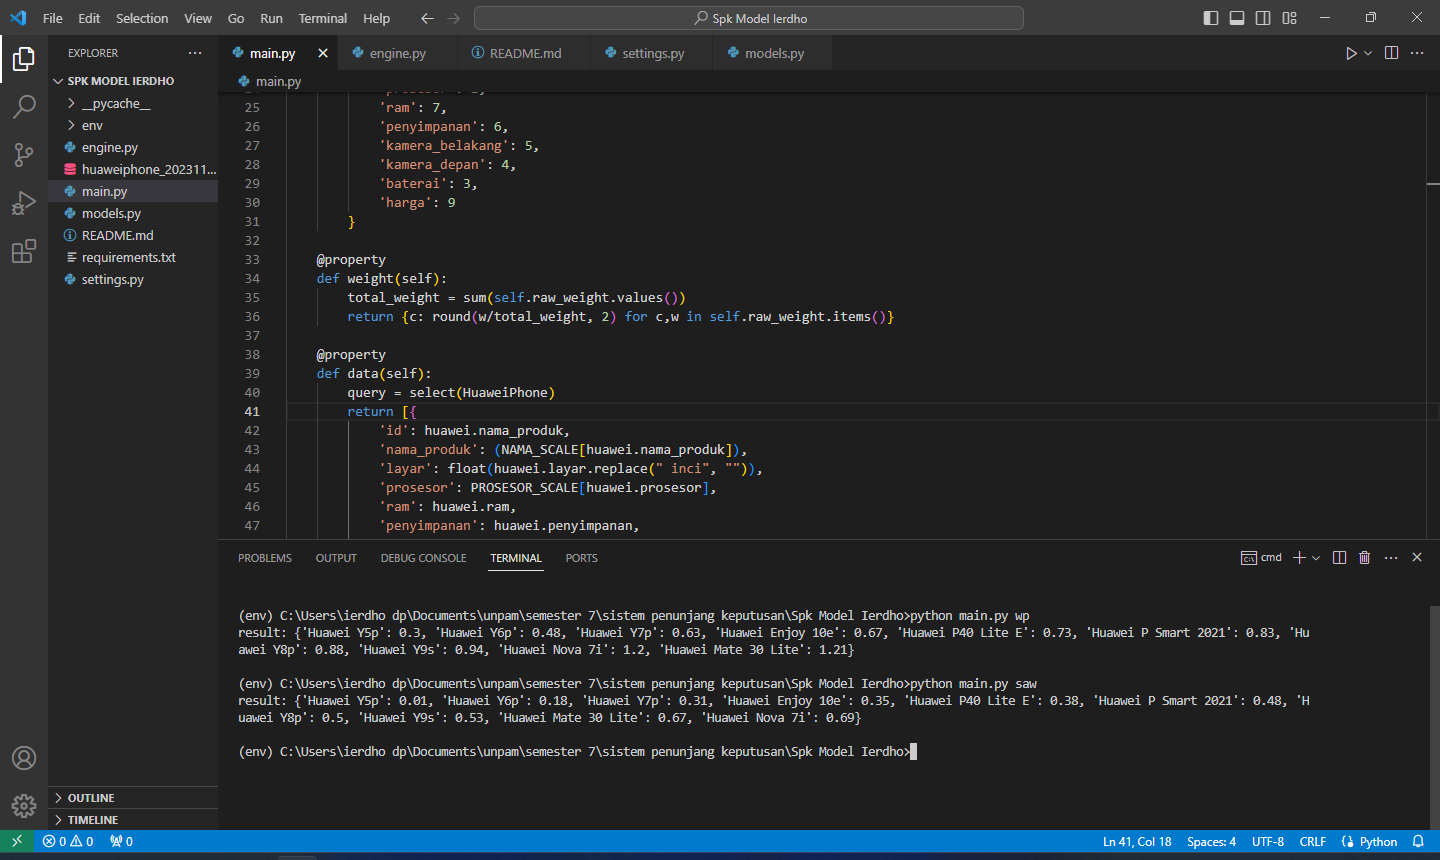 File Edit Selection View Go Run Terminal Help
Spk Model Ierdho
EXPLORER
SPK MODEL IERDHO
__pycache__
env
engine.py
huaweiphone_202311...
main.py
models.py
README.md
requirements.txt
settings.py
OUTLINE
TIMELINE
main.py engine.py README.md settings.py models.py
main.py
25 'ram': 7,
26 'penyimpanan': 6,
27 'kamera_belakang': 5,
28 'kamera_depan': 4,
29 'baterai': 3,
30 'harga': 9
31 }
32
33 @property
34 def weight(self):
35 total_weight = sum(self.raw_weight.values())
36 return {c: round(w/total_weight, 2) for c,w in self.raw_weight.items()}
37
38 @property
39 def data(self):
40 query = select(HuaweiPhone)
41 return [{
42 'id': huawei.nama_produk,
43 'nama_produk': (NAMA_SCALE[huawei.nama_produk]),
44 'layar': float(huawei.layar.replace(" inci", "")),
45 'prosesor': PROSESOR_SCALE[huawei.prosesor],
46 'ram': huawei.ram,
47 'penyimpanan': huawei.penyimpanan,
PROBLEMS OUTPUT DEBUG CONSOLE TERMINAL PORTS
cmd
(env) C:\Users\ierdho dp\Documents\unpam\semester 7\sistem penunjang keputusan\Spk Model Ierdho>python main.py wp
result: {'Huawei Y5p': 0.3, 'Huawei Y6p': 0.48, 'Huawei Y7p': 0.63, 'Huawei Enjoy 10e': 0.67, 'Huawei P40 Lite E': 0.73, 'Huawei P Smart 2021': 0.83, 'Hu
awei Y8p': 0.88, 'Huawei Y9s': 0.94, 'Huawei Nova 7i': 1.2, 'Huawei Mate 30 Lite': 1.21}
(env) C:\Users\ierdho dp\Documents\unpam\semester 7\sistem penunjang keputusan\Spk Model Ierdho>python main.py saw
result: {'Huawei Y5p': 0.01, 'Huawei Y6p': 0.18, 'Huawei Y7p': 0.31, 'Huawei Enjoy 10e': 0.35, 'Huawei P40 Lite E': 0.38, 'Huawei P Smart 2021': 0.48, 'H
uawei Y8p': 0.5, 'Huawei Y9s': 0.53, 'Huawei Mate 30 Lite': 0.67, 'Huawei Nova 7i': 0.69}
(env) C:\Users\ierdho dp\Documents\unpam\semester 7\sistem penunjang keputusan\Spk Model Ierdho>
0 0 0
Ln 41, Col 18 Spaces: 4 UTF-8 CRLF Python